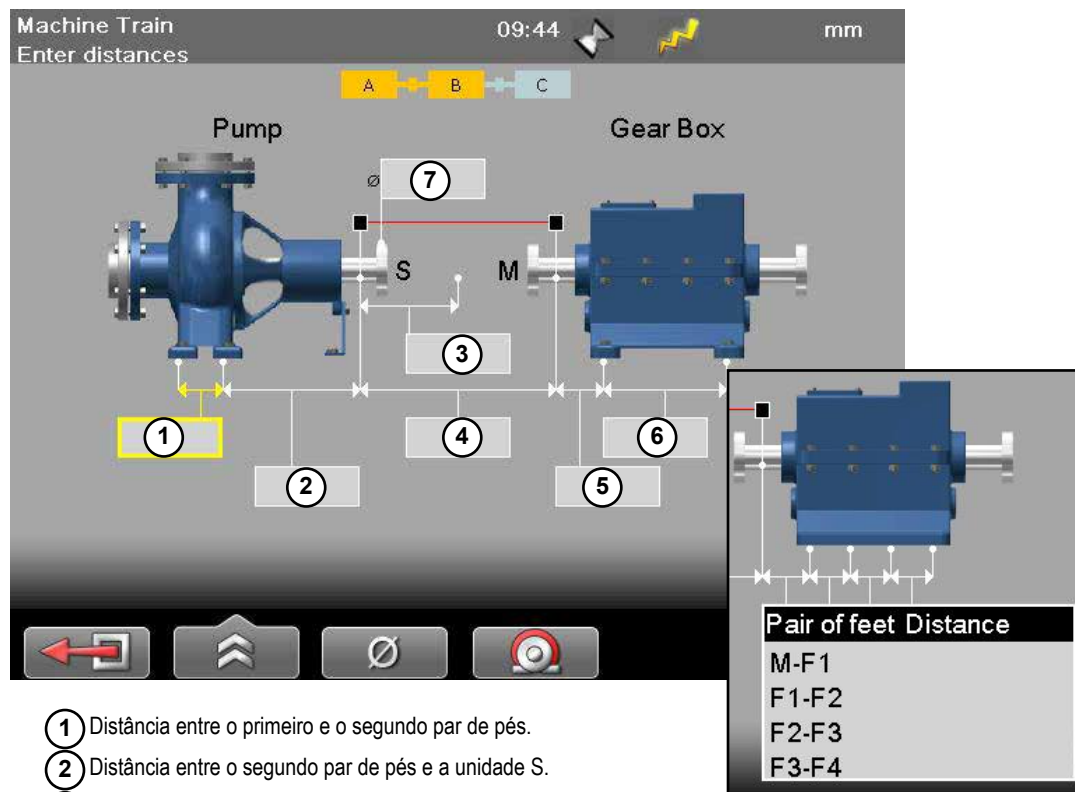 Machine Train
Enter distances
09:44
mm
A B C
Pump
Gear Box
Ø 7
S
M
3
1
4
6
2
5
Ø
Pair of feet Distance
M-F1
F1-F2
F2-F3
F3-F4
1 Distância entre o primeiro e o segundo par de pés.
2 Distância entre o segundo par de pés e a unidade S.